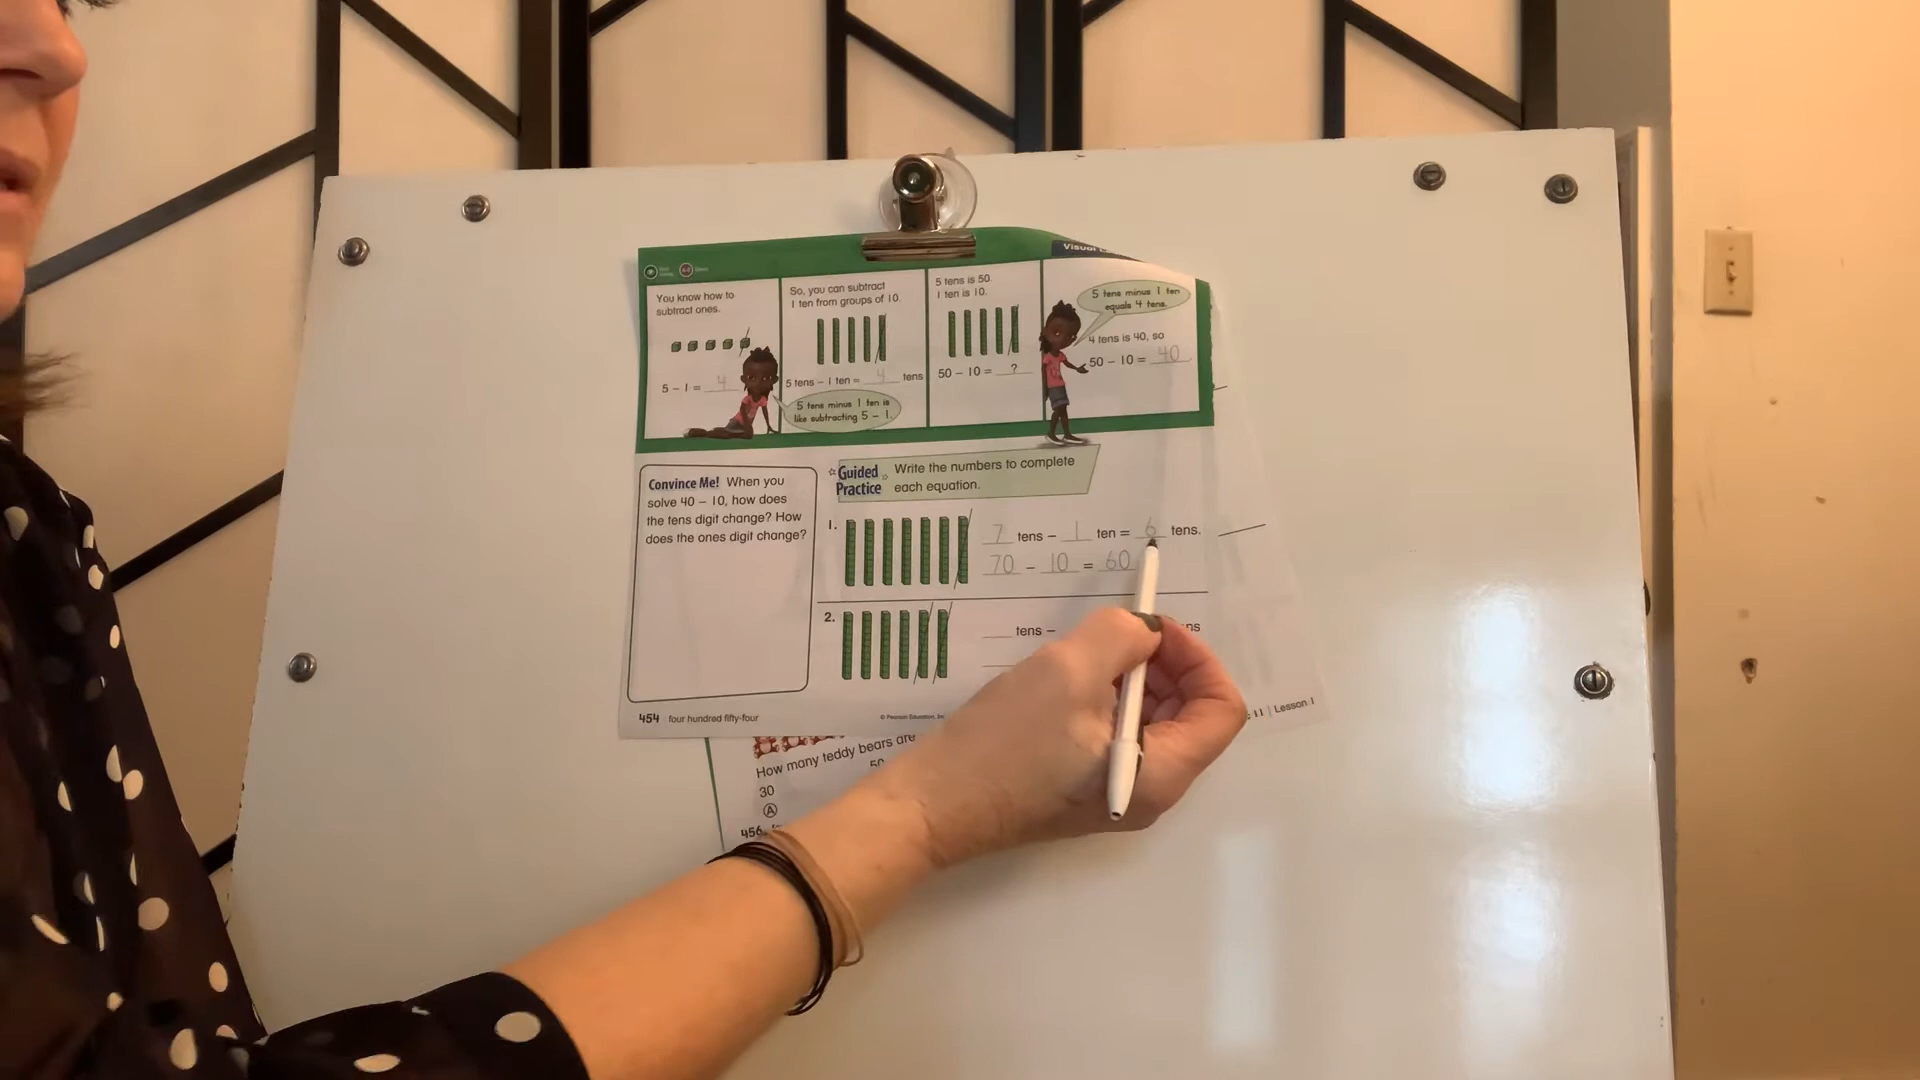 You know how to
subtract ones.
5 - 1 = 4
So, you can subtract
1 ten from groups of 10.
5 tens - 1 ten = 4 tens
5 tens minus 1 ten is
like subtracting 5 - 1.
5 tens is 50.
1 ten is 10.
50 - 10 = ?
5 tens minus 1 ten
equals 4 tens.
4 tens is 40, so
50 - 10 = 40
Convince Me! When you
solve 40 - 10, how does
the tens digit change? How
does the ones digit change?
Guided
Practice
Write the numbers to complete
each equation.
1.
7 tens - 1 ten = 6 tens.
70 - 10 = 60
2.
tens -
454 four hundred fifty-four
© Pearson Education, Inc
11 | Lesson 1
How many teddy bears are
30
50
A
456